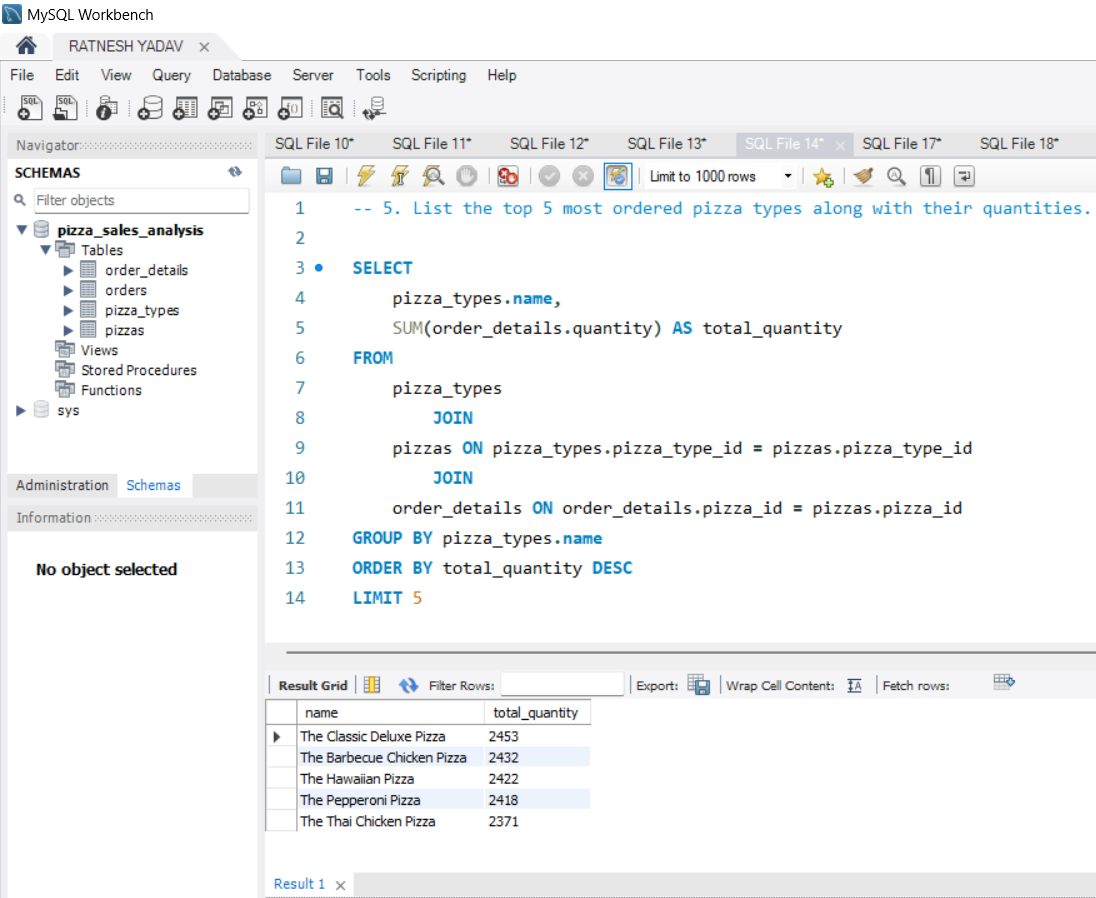 MySQL Workbench
RATNESH YADAV
File Edit View Query Database Server Tools Scripting Help
Navigator
SCHEMAS
Filter objects
pizza_sales_analysis
Tables
order_details
orders
pizza_types
pizzas
Views
Stored Procedures
Functions
sys
Administration Schemas
Information
No object selected
SQL File 10* SQL File 11* SQL File 12* SQL File 13* SQL File 14* SQL File 17* SQL File 18*
Limit to 1000 rows
1 -- 5. List the top 5 most ordered pizza types along with their quantities.
2
3 SELECT
4 pizza_types.name,
5 SUM(order_details.quantity) AS total_quantity
6 FROM
7 pizza_types
8 JOIN
9 pizzas ON pizza_types.pizza_type_id = pizzas.pizza_type_id
10 JOIN
11 order_details ON order_details.pizza_id = pizzas.pizza_id
12 GROUP BY pizza_types.name
13 ORDER BY total_quantity DESC
14 LIMIT 5
Result Grid Filter Rows: Export: Wrap Cell Content: Fetch rows:
name total_quantity
The Classic Deluxe Pizza 2453
The Barbecue Chicken Pizza 2432
The Hawaiian Pizza 2422
The Pepperoni Pizza 2418
The Thai Chicken Pizza 2371
Result 1